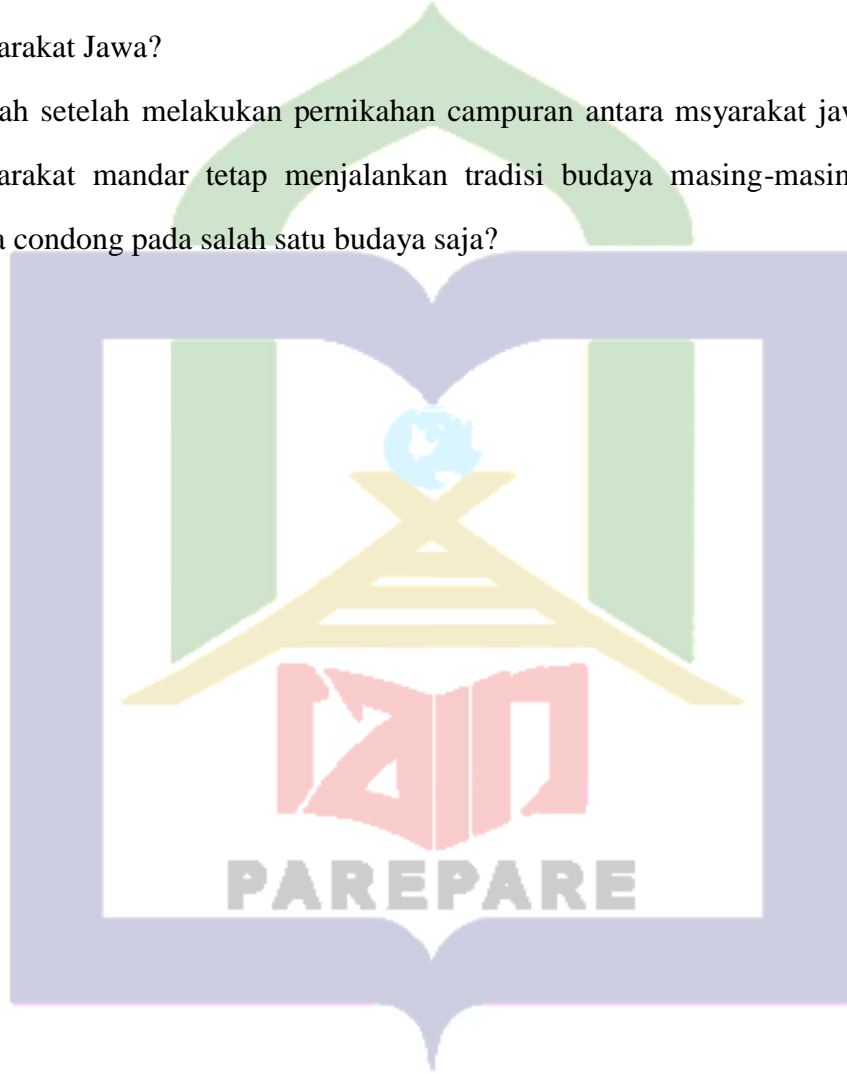 arakat Jawa?
ah setelah melakukan pernikahan campuran antara msyarakat jaw
arakat mandar tetap menjalankan tradisi budaya masing-masin
a condong pada salah satu budaya saja?
iain
PAREPARE